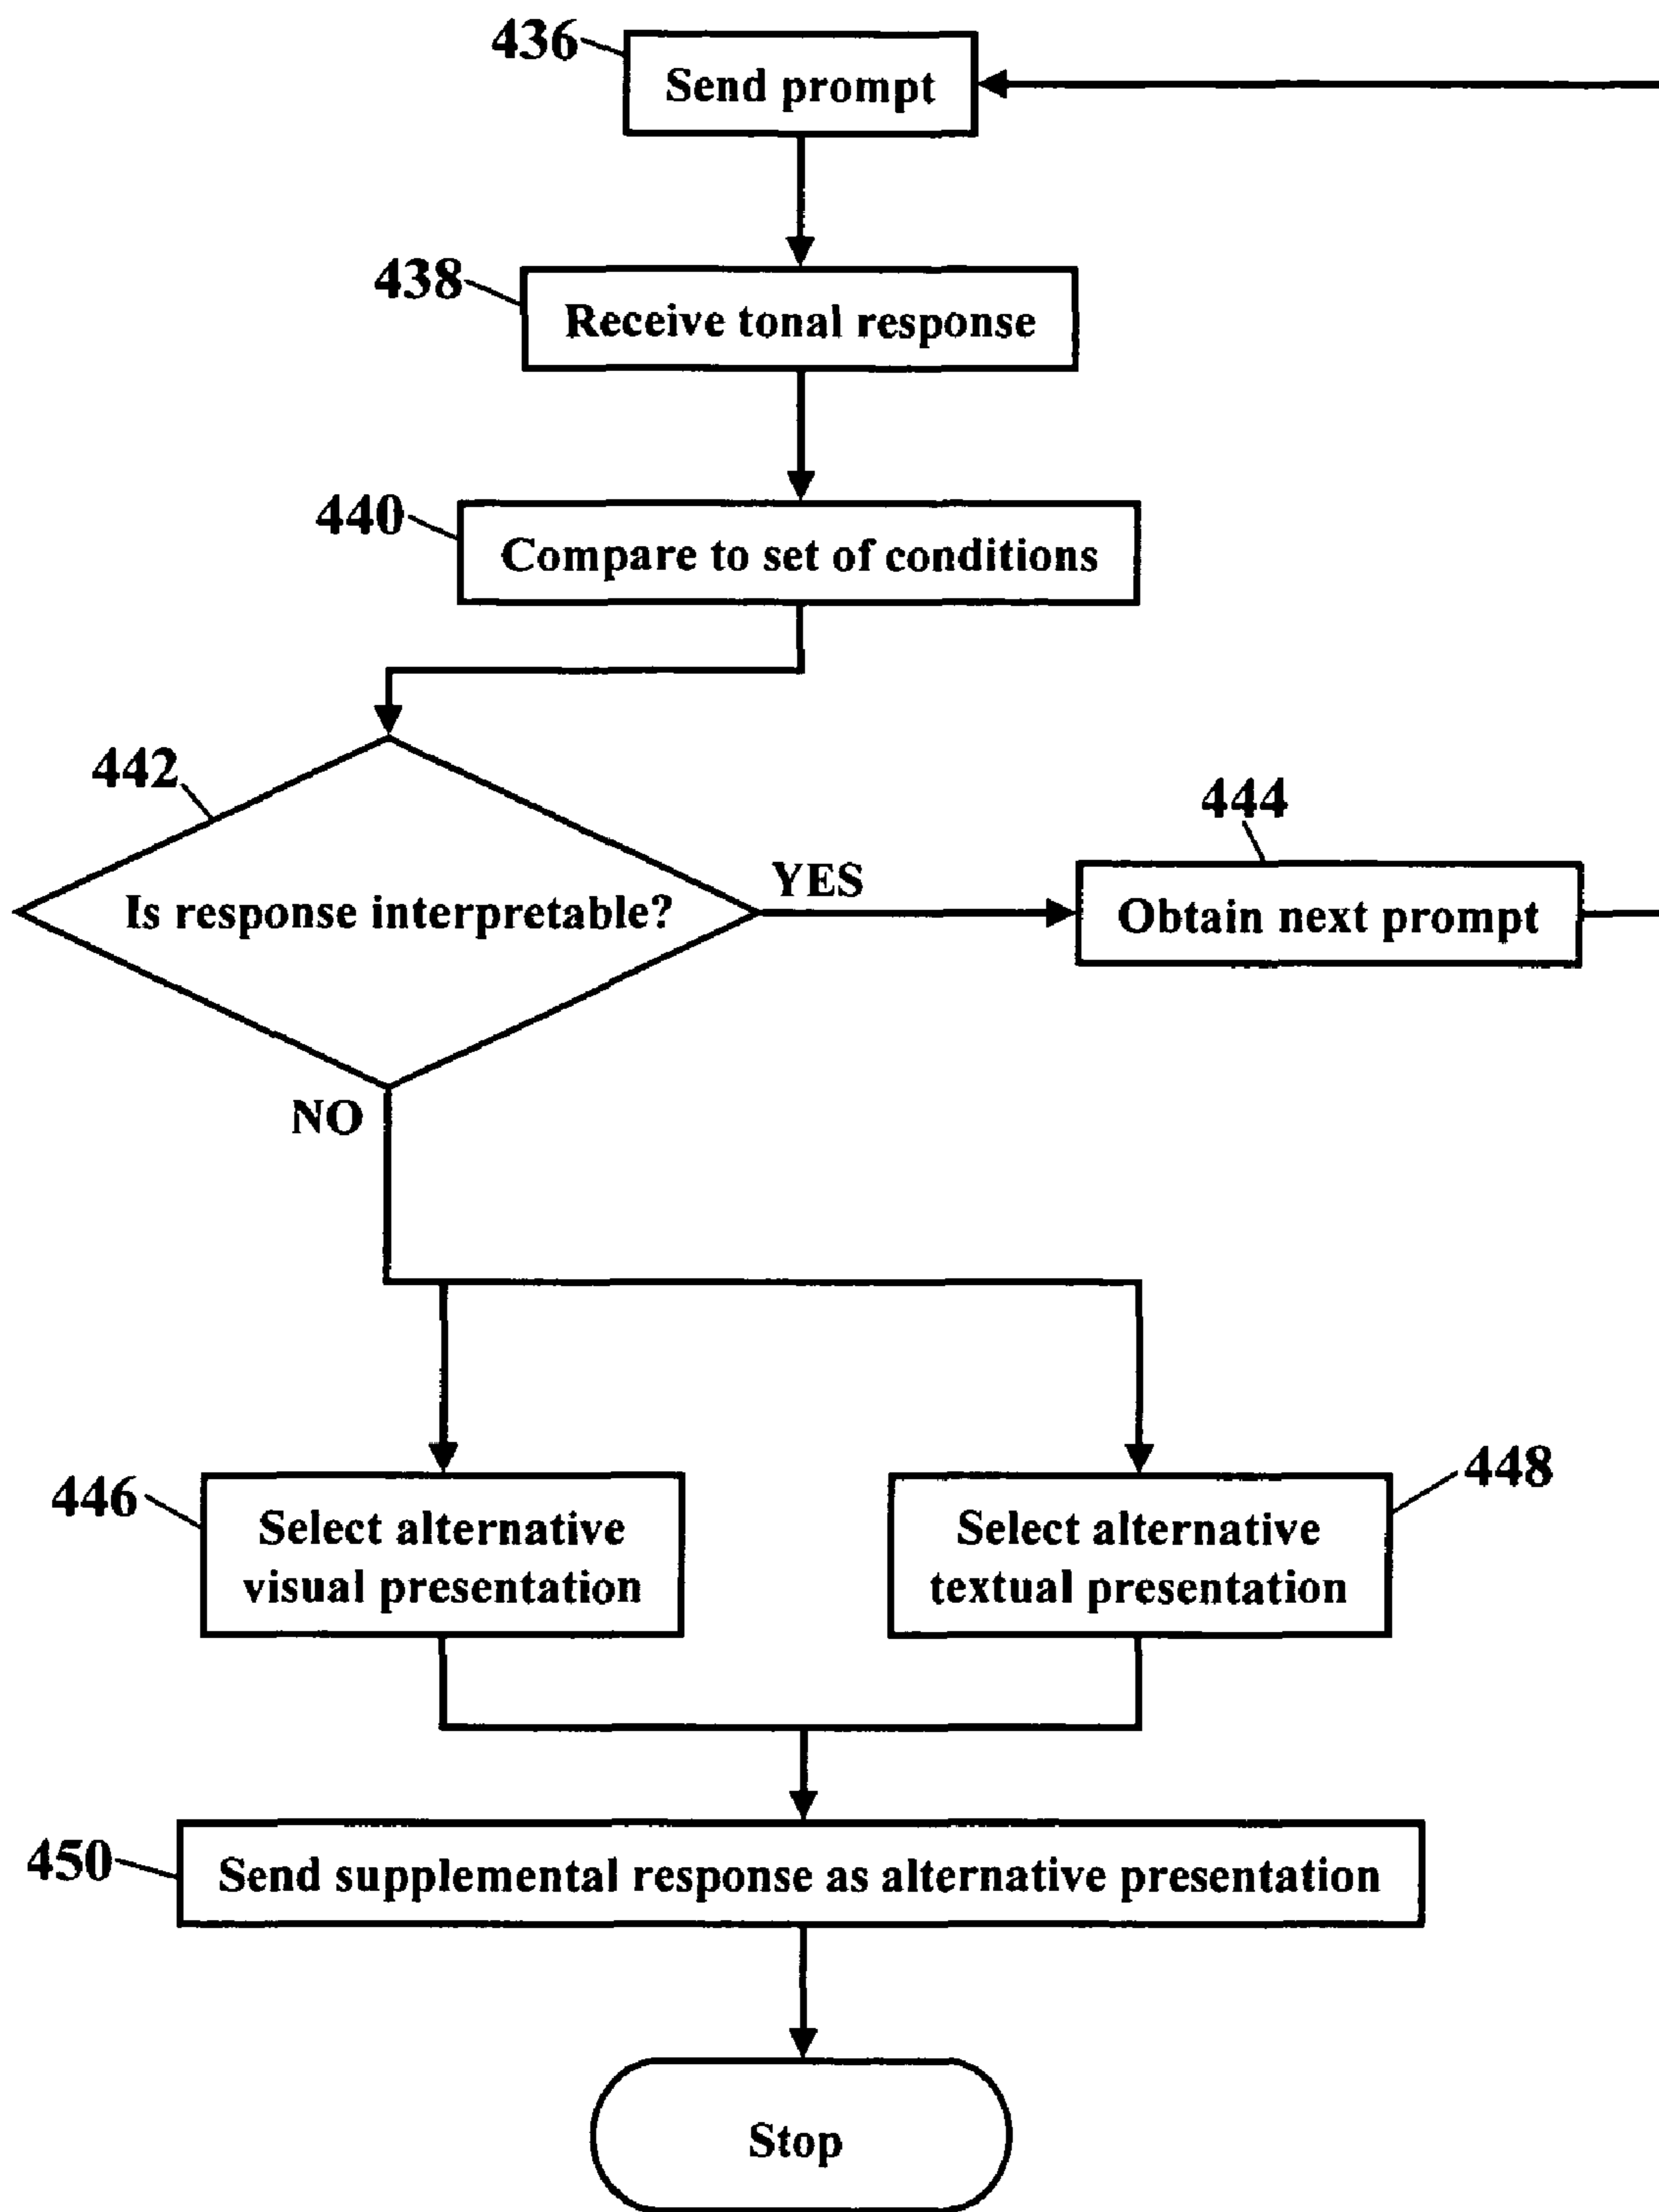 436
Send prompt
438
Receive tonal response
440
Compare to set of conditions
442
Is response interpretable?
YES
444
Obtain next prompt
NO
446
Select alternative
visual presentation
448
Select alternative
textual presentation
450
Send supplemental response as alternative presentation
Stop